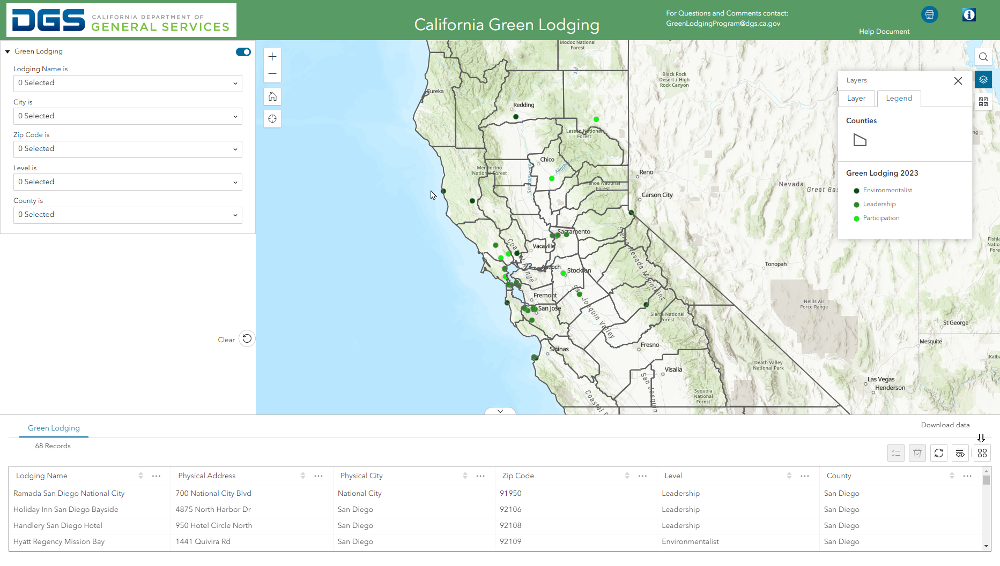 DGS
CALIFORNIA DEPARTMENT OF
GENERAL SERVICES
California Green Lodging
For Questions and Comments contact:
GreenLodgingProgram@dgs.ca.gov
Help Document
Green Lodging
Lodging Name is
0 Selected
City is
0 Selected
Zip Code is
0 Selected
Level is
0 Selected
County is
0 Selected
Clear
Modoc National
Forest
Black Rock
Desert / High
Rock Canyon
Eureka
Redding
Lassen National
Forest
Chico
Feather
Sacramento
Mendocino
National Forest
Reno
Tahoe National
Forest
Carson City
Nevada
Great Bas
Sacramento
Vacaville
Antioch
Stockton
Coastal Range
Sierra Nevada Mountains
Tonopah
Fremont
San Jose
San Joaquin Valley
Sierra National
Forest
Nellis Air
Force Range
St George
Mesquite
Salinas
Fresno
Visalia
Death Valley
National Park
Las Vegas
Henderson
San Joaquin
Sequoia
National
Forest
Layers
Layer
Legend
Counties
Green Lodging 2023
Environmentalist
Leadership
Participation
Green Lodging
Download data
68 Records
Lodging Name ... Physical Address ... Physical City ... Zip Code ... Level ... County ...
Ramada San Diego National City 700 National City Blvd National City 91950 Leadership San Diego
Holiday Inn San Diego Bayside 4875 North Harbor Dr San Diego 92106 Leadership San Diego
Handlery San Diego Hotel 950 Hotel Circle North San Diego 92108 Leadership San Diego
Hyatt Regency Mission Bay 1441 Quivira Rd San Diego 92109 Environmentalist San Diego